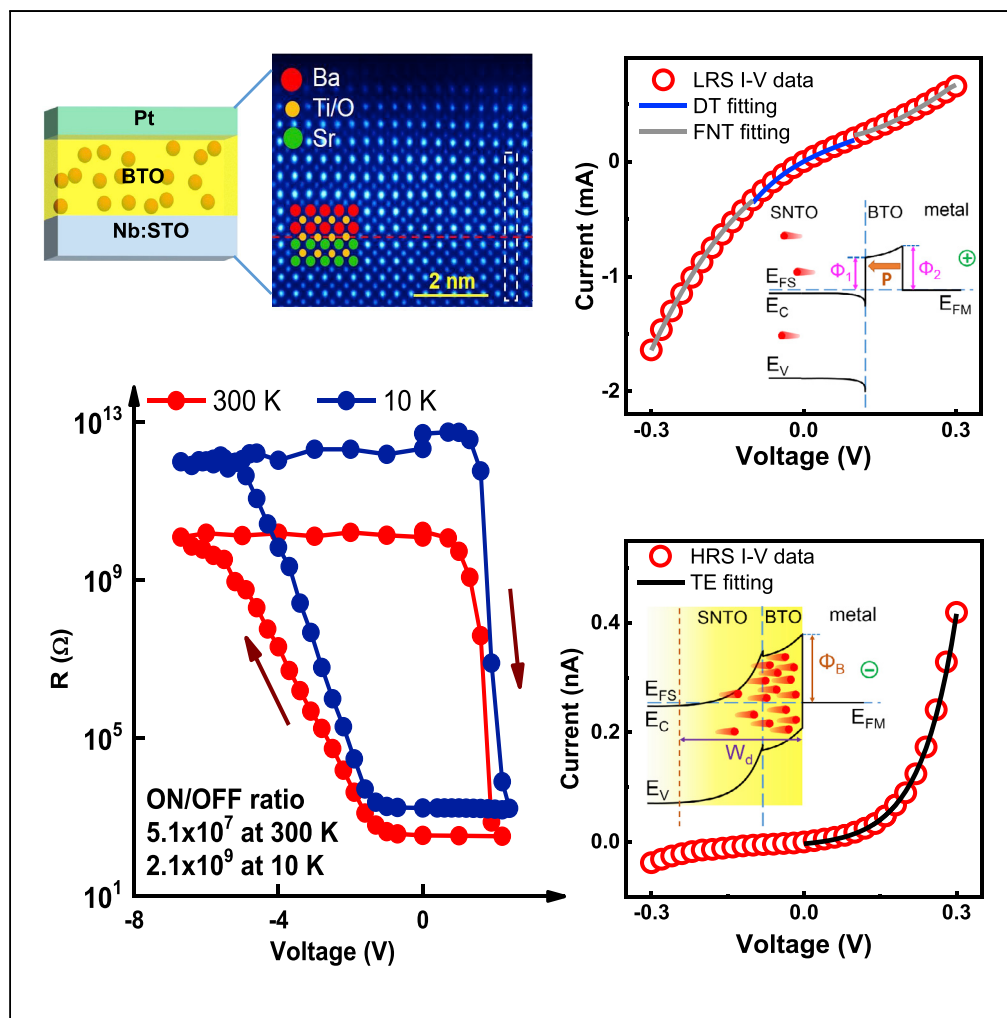 Pt
BTO
Nb:STO
Ba
Ti/O
Sr
2 nm
LRS I-V data
DT fitting
FNT fitting
Current (mA)
0
-1
-2
-0.3
0.0
0.3
Voltage (V)
SNTO
BTO
metal
E_FS
E_C
E_V
Φ_1
P
Φ_2
E_FM
300 K
10 K
R (Ω)
10^13
10^9
10^5
10^1
-8
-4
0
Voltage (V)
ON/OFF ratio
5.1x10^7 at 300 K
2.1x10^9 at 10 K
HRS I-V data
TE fitting
Current (nA)
0.4
0.2
0.0
-0.3
0.0
0.3
Voltage (V)
SNTO
BTO
metal
E_FS
E_C
E_V
W_d
Φ_B
E_FM